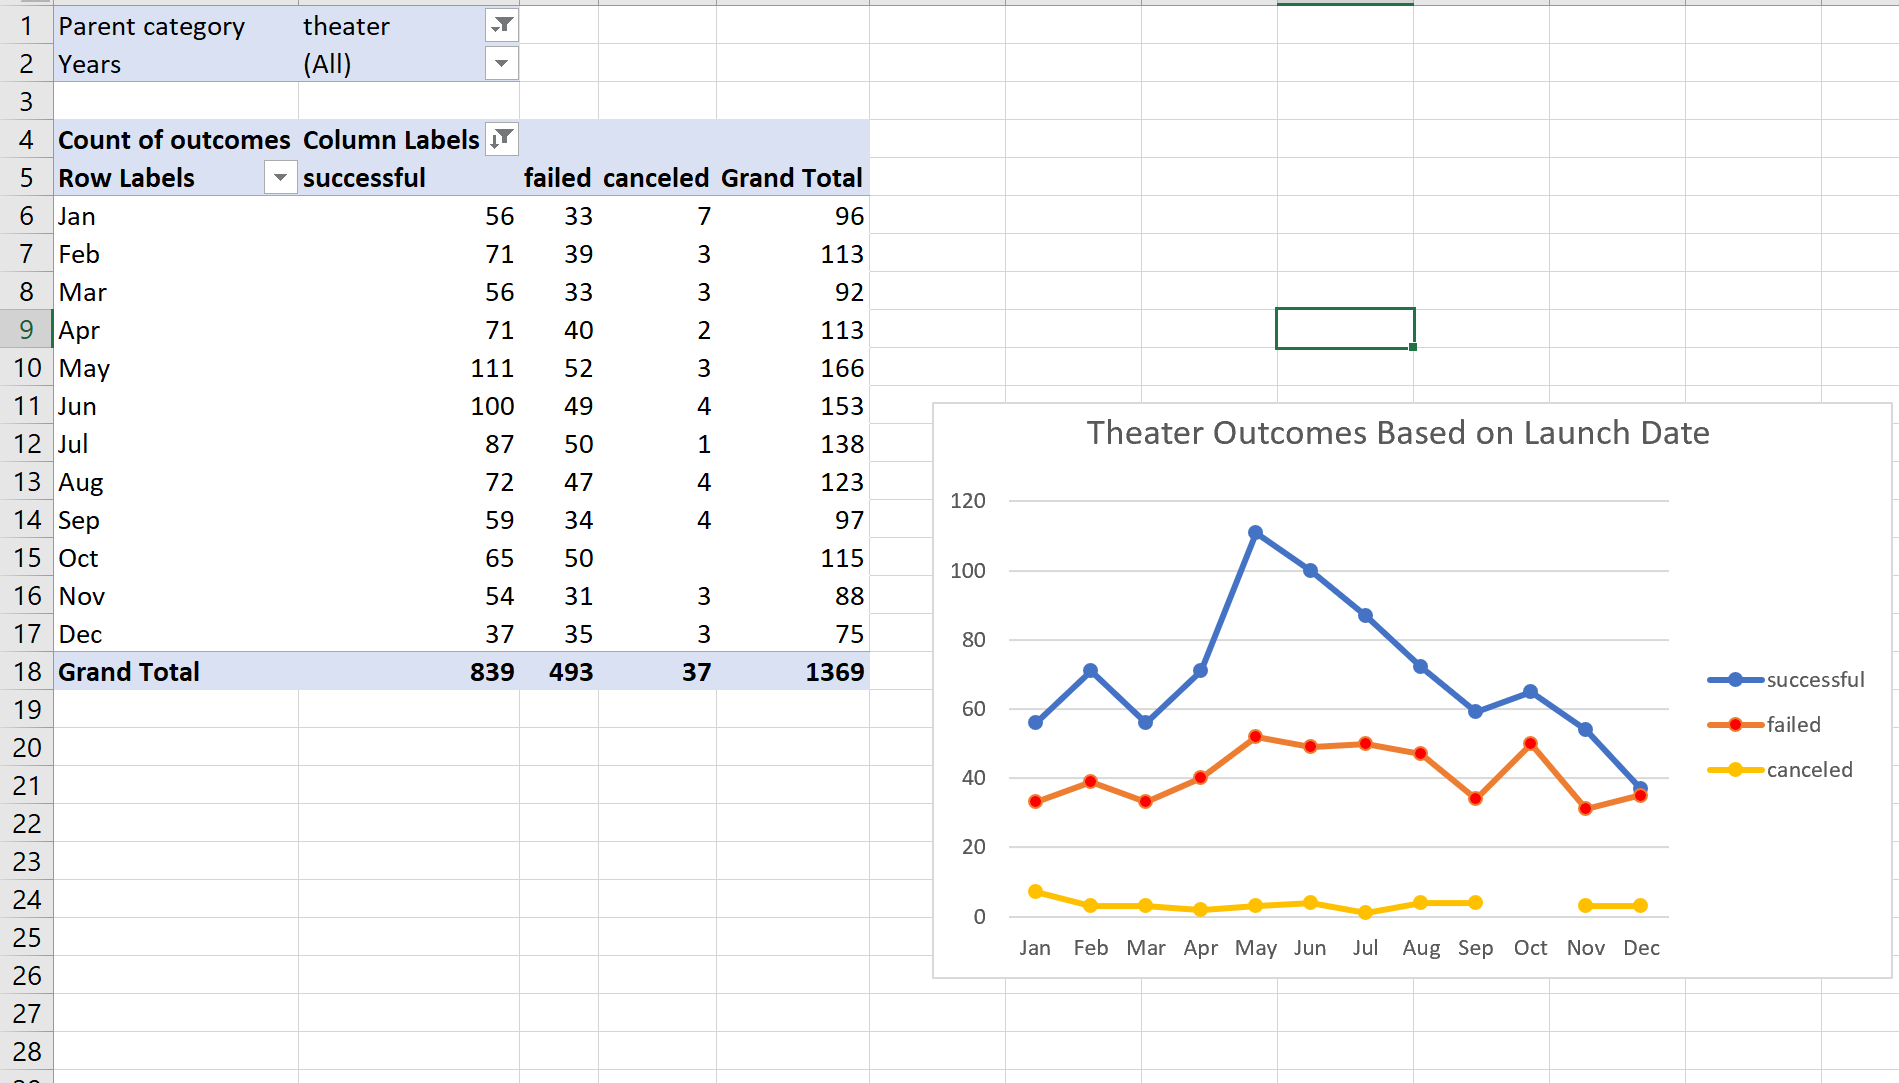 1 Parent category theater
2 Years (All)
3
4 Count of outcomes Column Labels
5 Row Labels successful failed canceled Grand Total
6 Jan 56 33 7 96
7 Feb 71 39 3 113
8 Mar 56 33 3 92
9 Apr 71 40 2 113
10 May 111 52 3 166
11 Jun 100 49 4 153
12 Jul 87 50 1 138
13 Aug 72 47 4 123
14 Sep 59 34 4 97
15 Oct 65 50 115
16 Nov 54 31 3 88
17 Dec 37 35 3 75
18 Grand Total 839 493 37 1369
19
20
21
22
23
24
25
26
27
28
Theater Outcomes Based on Launch Date
120
100
80
60
40
20
0
Jan Feb Mar Apr May Jun Jul Aug Sep Oct Nov Dec
successful
failed
canceled